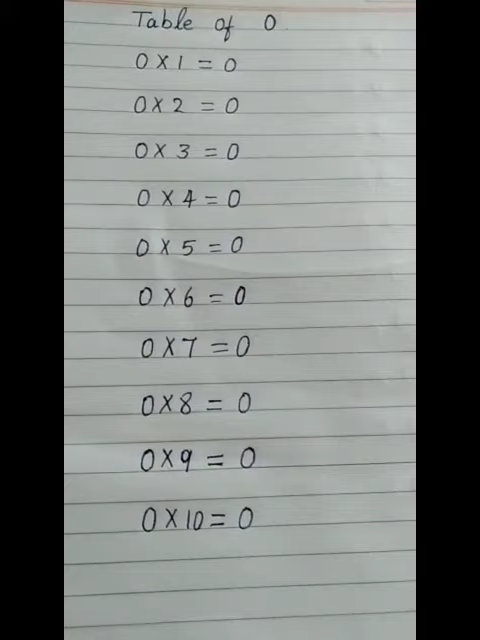 Table of 0
0 X 1 = 0
0 X 2 = 0
0 X 3 = 0
0 X 4 = 0
0 X 5 = 0
0 X 6 = 0
0 X 7 = 0
0 X 8 = 0
0 X 9 = 0
0 X 10 = 0